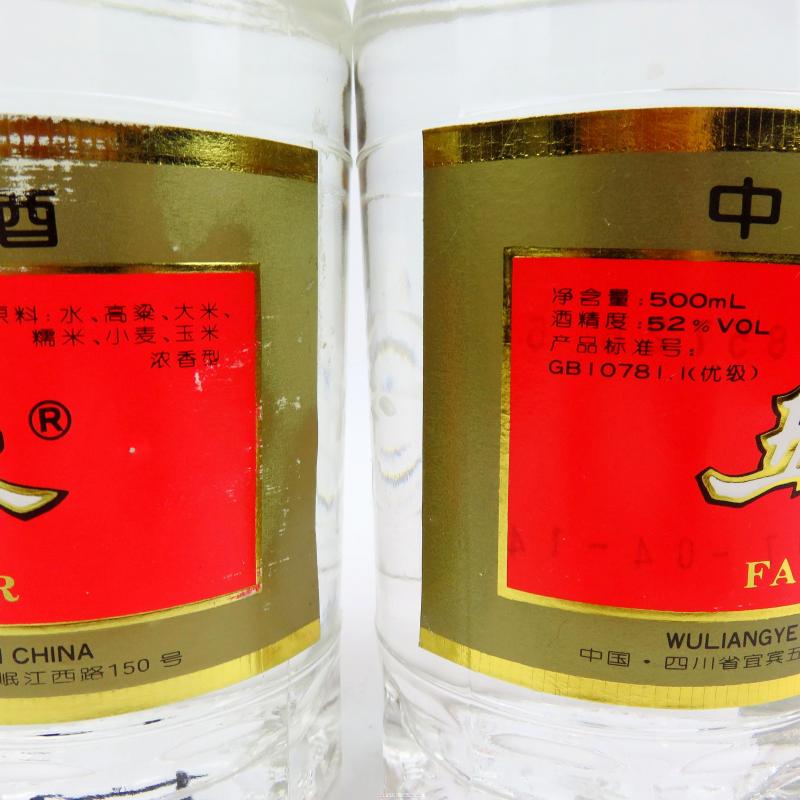 酒
原料:水、高粱、大米、
糯米、小麦、玉米
浓香型
®
R
CHINA
岷江西路150号
中
净含量:500mL
酒精度:52%VOL
产品标准号:
GB10781.1(优级)
FA
WULIANGYE
中国·四川省宜宾五